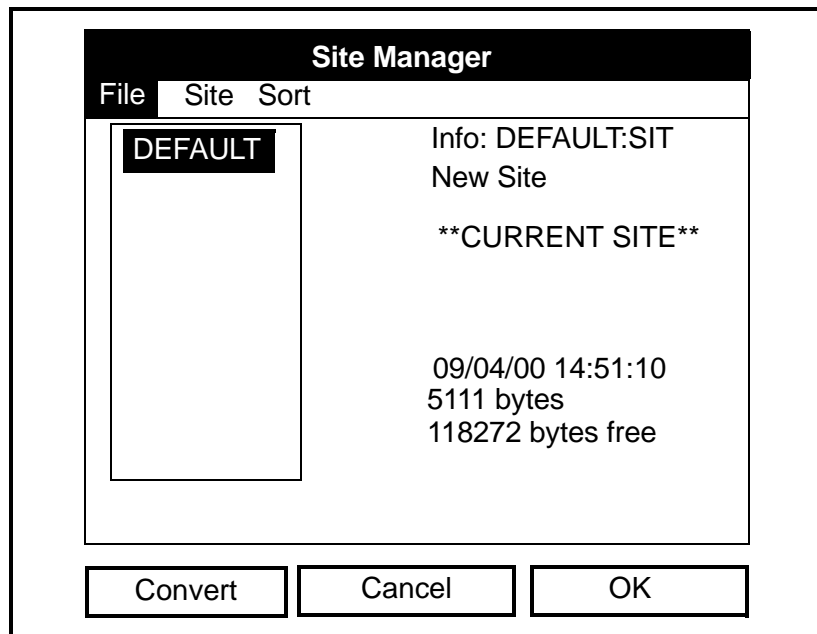 Site Manager
File Site Sort
DEFAULT
Info: DEFAULT:SIT
New Site
**CURRENT SITE**
09/04/00 14:51:10
5111 bytes
118272 bytes free
Convert Cancel OK